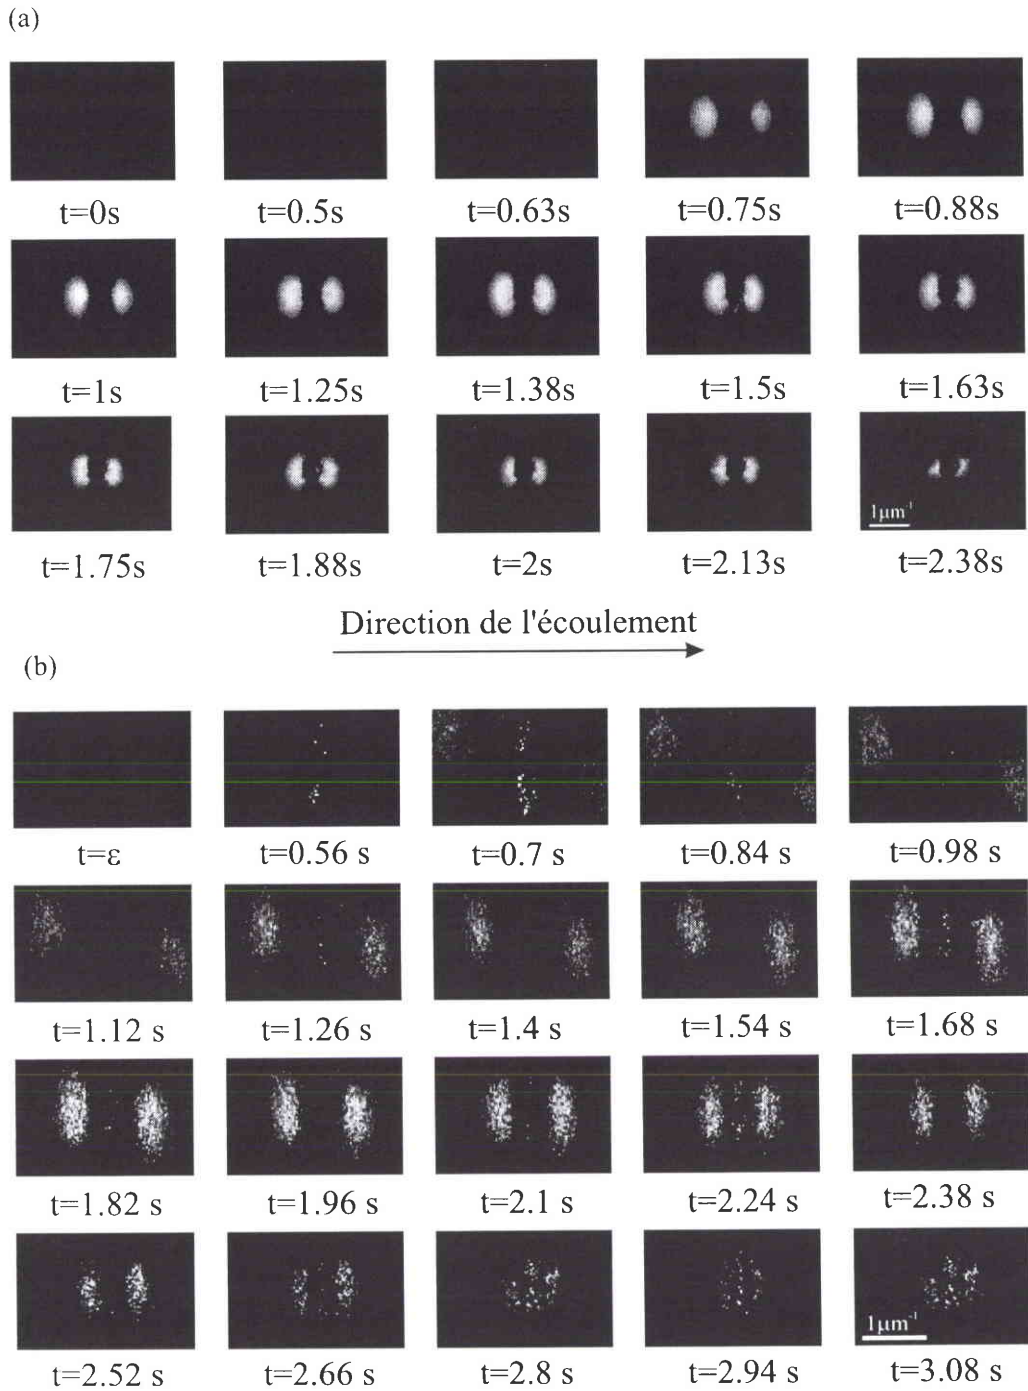 (a)
t=0s t=0.5s t=0.63s t=0.75s t=0.88s
t=1s t=1.25s t=1.38s t=1.5s t=1.63s
1μm⁻¹
t=1.75s t=1.88s t=2s t=2.13s t=2.38s
Direction de l'écoulement
(b)
t=ε t=0.56 s t=0.7 s t=0.84 s t=0.98 s
t=1.12 s t=1.26 s t=1.4 s t=1.54 s t=1.68 s
t=1.82 s t=1.96 s t=2.1 s t=2.24 s t=2.38 s
1μm⁻¹
t=2.52 s t=2.66 s t=2.8 s t=2.94 s t=3.08 s